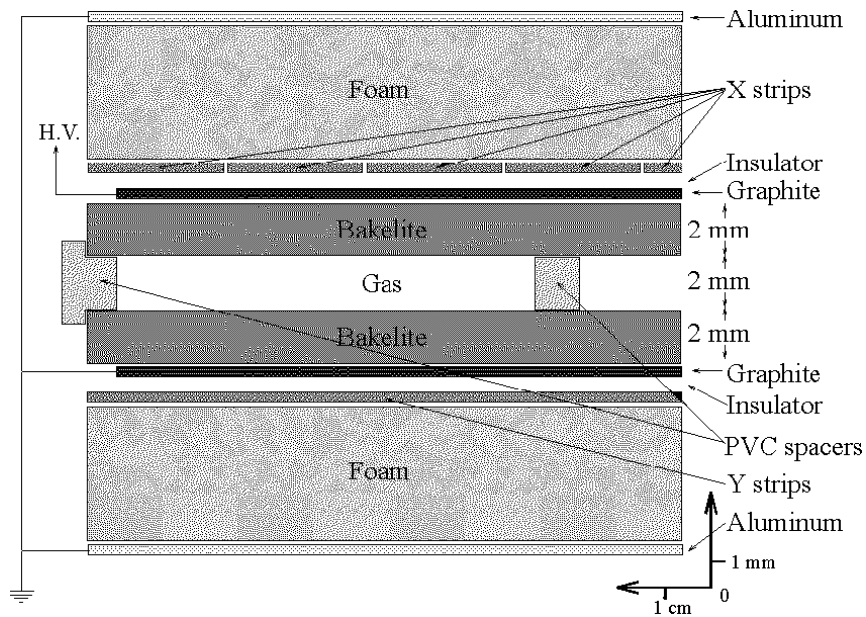 Aluminum
Foam
X strips
H.V.
Insulator
Graphite
Bakelite
2 mm
Gas
2 mm
Bakelite
2 mm
Graphite
Insulator
PVC spacers
Foam
Y strips
Aluminum
1 mm
0
1 cm